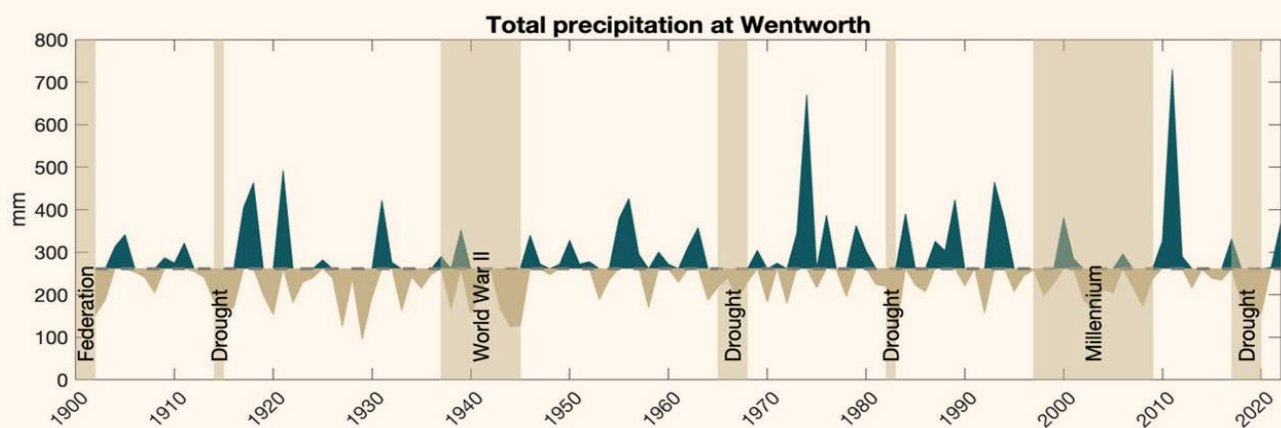 Total precipitation at Wentworth
800
700
600
500
400
300
200
100
0
mm
Federation
Drought
World War II
Drought
Drought
Millennium
Drought
1900
1910
1920
1930
1940
1950
1960
1970
1980
1990
2000
2010
2020